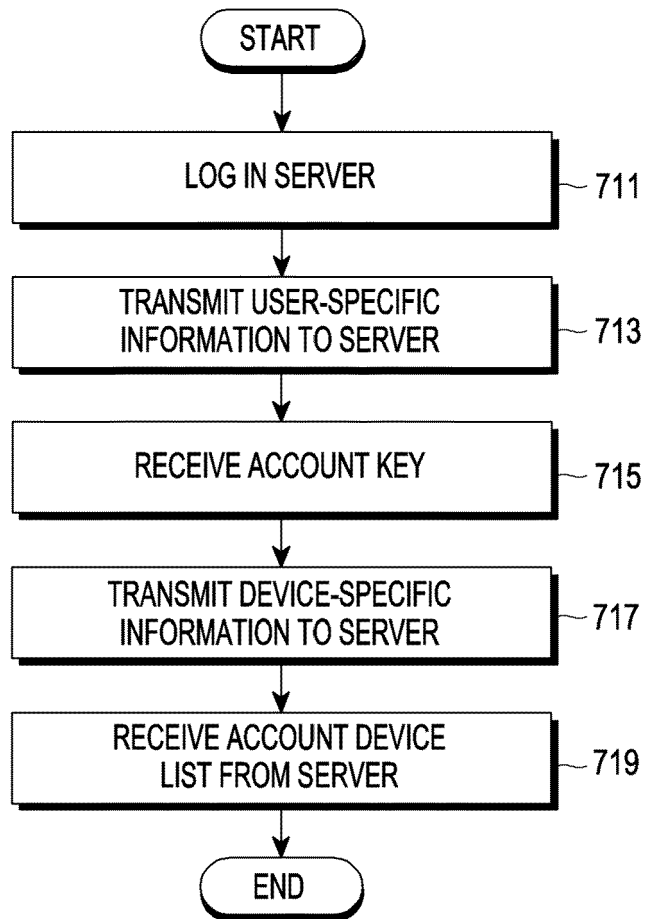 START
LOG IN SERVER
711
TRANSMIT USER-SPECIFIC
INFORMATION TO SERVER
713
RECEIVE ACCOUNT KEY
715
TRANSMIT DEVICE-SPECIFIC
INFORMATION TO SERVER
717
RECEIVE ACCOUNT DEVICE
LIST FROM SERVER
719
END